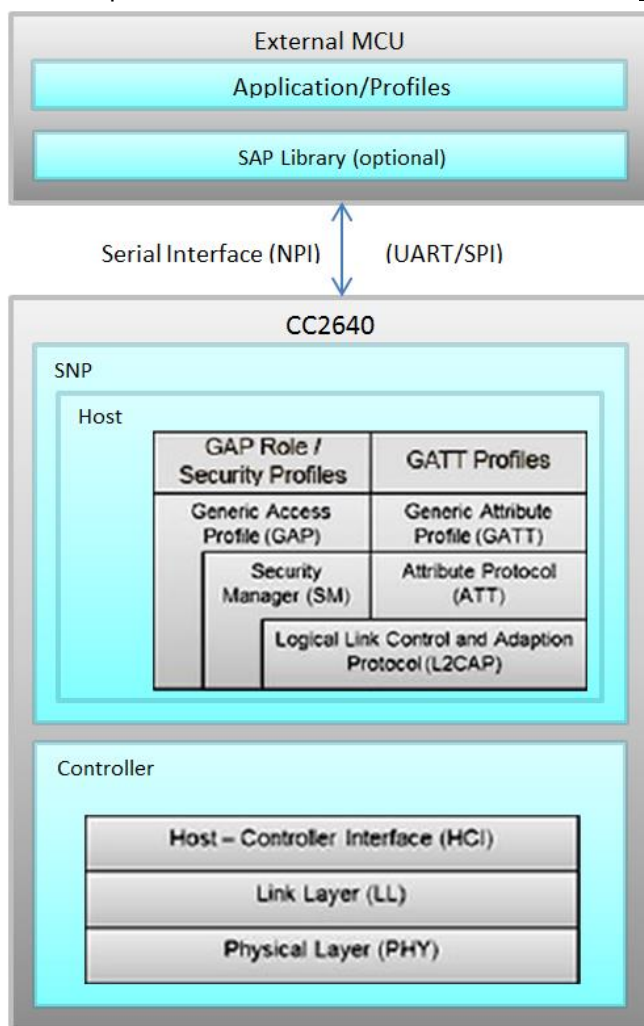 External MCU
Application/Profiles
SAP Library (optional)
Serial Interface (NPI) (UART/SPI)
CC2640
SNP
Host
GAP Role /
Security Profiles
GATT Profiles
Generic Access
Profile (GAP)
Generic Attribute
Profile (GATT)
Security
Manager (SM)
Attribute Protocol
(ATT)
Logical Link Control and Adaption
Protocol (L2CAP)
Controller
Host – Controller Interface (HCI)
Link Layer (LL)
Physical Layer (PHY)